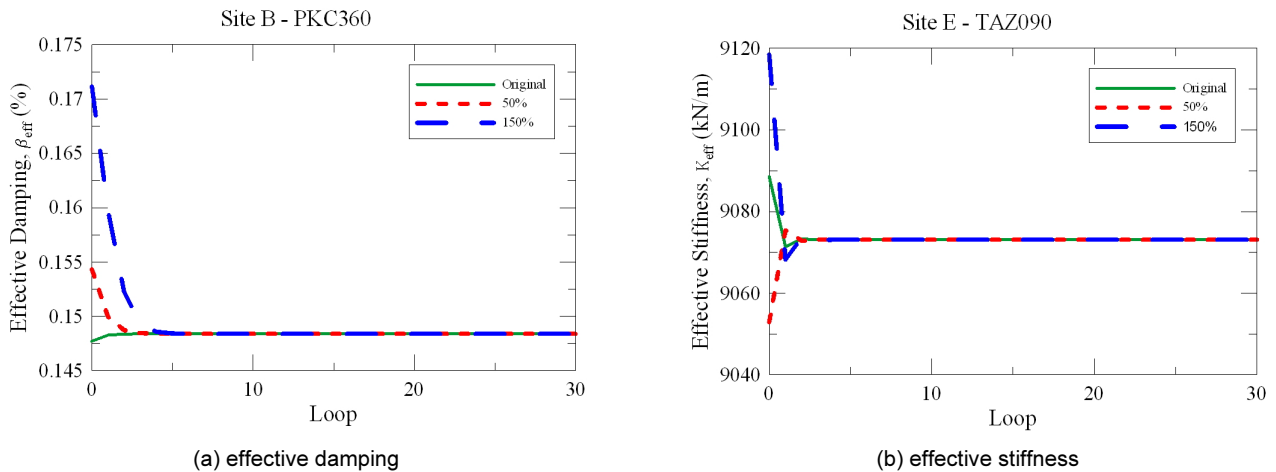 Site B - PKC360
0.175
0.17
0.165
0.16
0.155
0.15
0.145
Effective Damping, βeff (%)
Original
50%
150%
0
10
20
30
Loop
(a) effective damping
Site E - TAZ090
9120
9100
9080
9060
9040
Effective Stiffness, Keff (kN/m)
Original
50%
150%
0
10
20
30
Loop
(b) effective stiffness